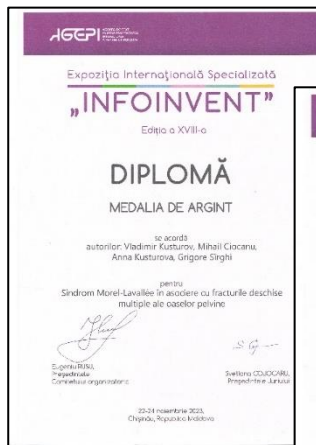 AGEPI
Expoziția Internațională Specializată
„INFOINVENT”
Ediția a XVIII-a
DIPLOMĂ
MEDALIA DE ARGINT
se acordă
autorilor: Vladimir Kusturov, Mihail Ciocanu,
Anna Kusturova, Grigore Sîrghi
pentru
Sindrom Morel-Lavallée în asociere cu fracturile deschise
multiple ale oaselor pelvine
Eugeniu RUSU,
Președintele
Comitetului organizatoric
Svetlana COJOCARU,
Președintele Juriului
22-24 noiembrie 2023,
Chișinău, Republica Moldova